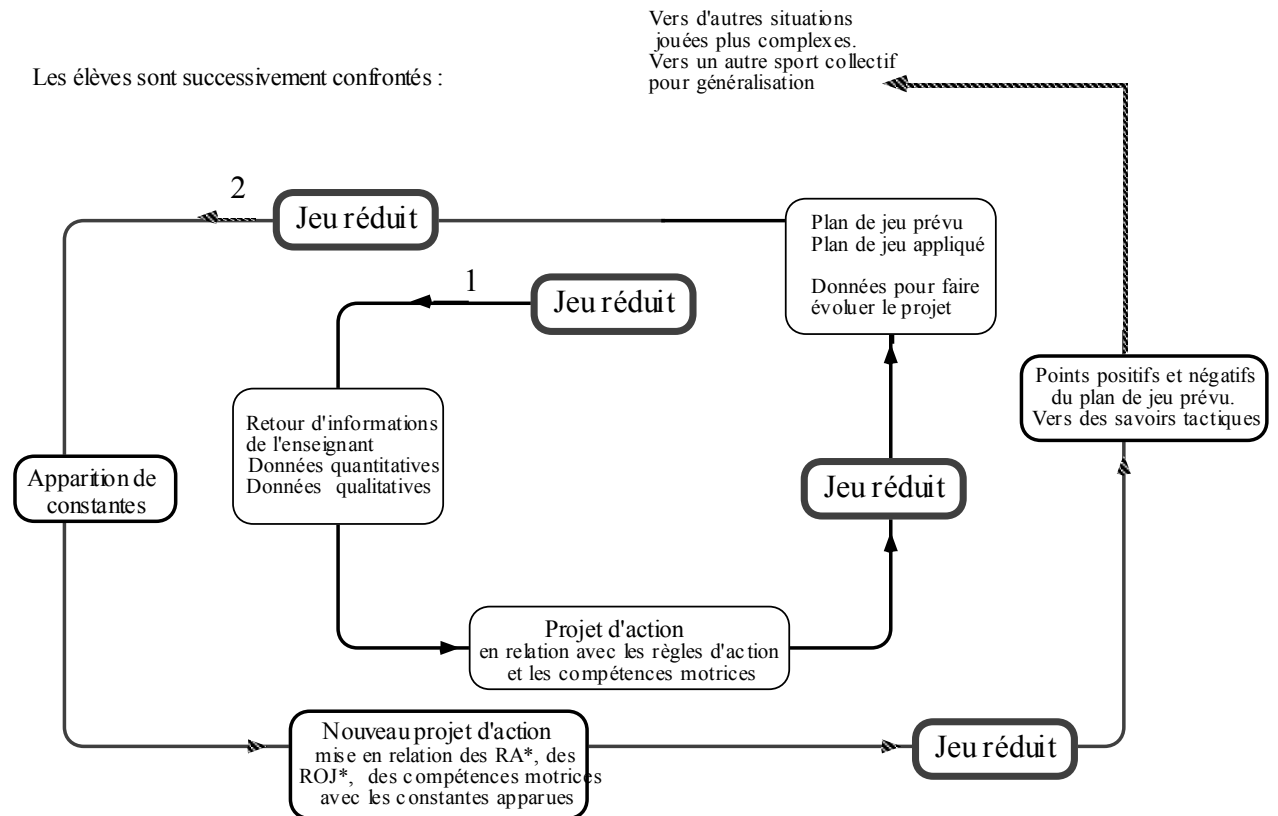 Vers d'autres situations
jouées plus complexes.
Vers un autre sport collectif
pour généralisation
Les élèves sont successivement confrontés :
2
Jeu réduit
Plan de jeu prévu
Plan de jeu appliqué
Données pour faire
évoluer le projet
1
Jeu réduit
Retour d'informations
de l'enseignant
Données quantitatives
Données qualitatives
Points positifs et négatifs
du plan de jeu prévu.
Vers des savoirs tactiques
Apparition de
constantes
Jeu réduit
Projet d'action
en relation avec les règles d'action
et les compétences motrices
Nouveau projet d'action
mise en relation des RA*, des
ROJ*, des compétences motrices
avec les constantes apparues
Jeu réduit